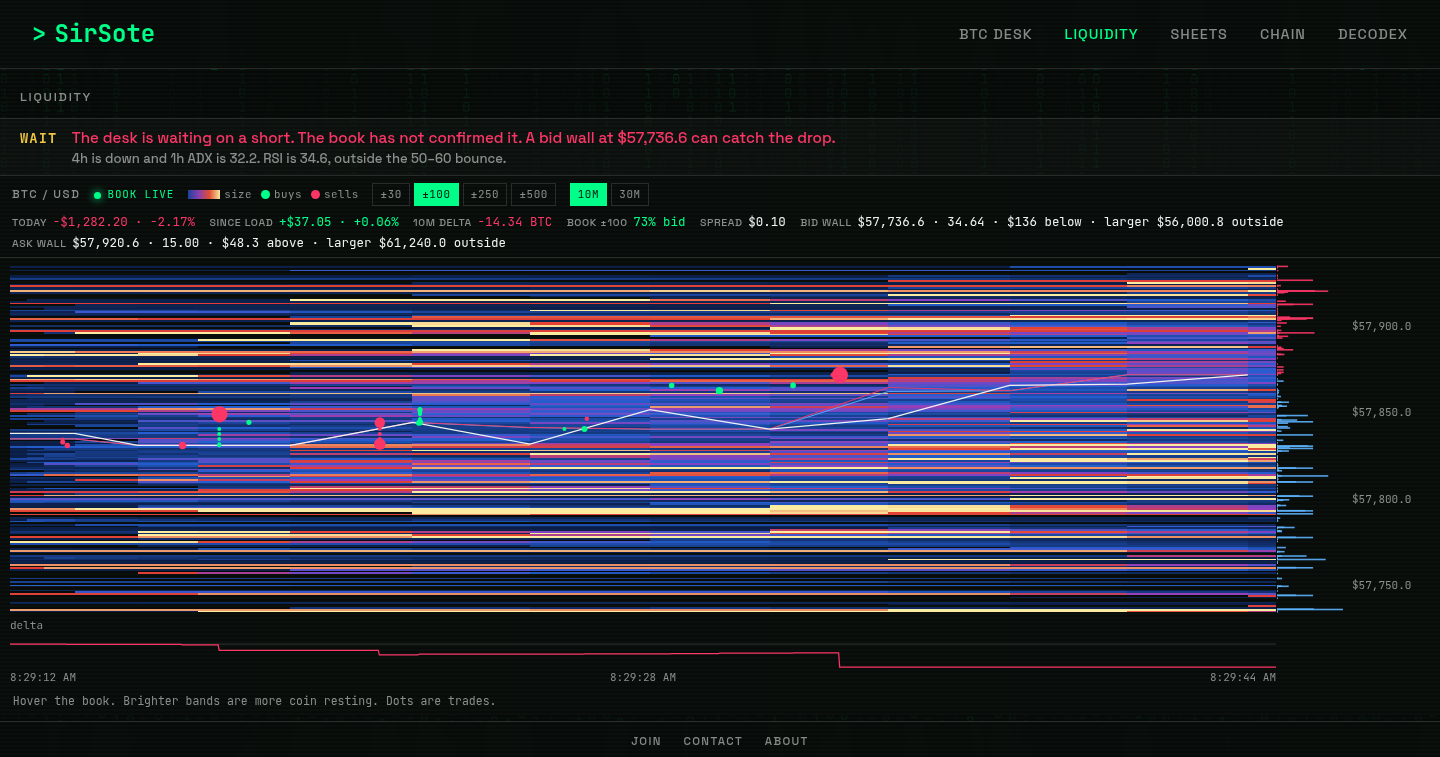 > SirSote
BTC DESK LIQUIDITY SHEETS CHAIN DECODEX
LIQUIDITY
WAIT The desk is waiting on a short. The book has not confirmed it. A bid wall at $57,736.6 can catch the drop.
4h is down and 1h ADX is 32.2. RSI is 34.6, outside the 50–60 bounce.
BTC / USD BOOK LIVE size buys sells ±30 ±100 ±250 ±500 10M 30M
TODAY -$1,282.20 · -2.17% SINCE LOAD +$37.05 · +0.06% 10M DELTA -14.34 BTC BOOK ±100 73% bid SPREAD $0.10 BID WALL $57,736.6 · 34.64 · $136 below · larger $56,000.8 outside
ASK WALL $57,920.6 · 15.00 · $48.3 above · larger $61,240.0 outside
$57,900.0
$57,850.0
$57,800.0
$57,750.0
delta
8:29:12 AM 8:29:28 AM 8:29:44 AM
Hover the book. Brighter bands are more coin resting. Dots are trades.
JOIN CONTACT ABOUT